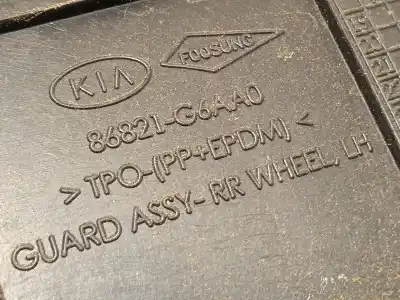 KIA FOOSUNG
86821-G6AA0
> TPO-(PP+EPDM) <
GUARD ASSY- RR WHEEL, LH